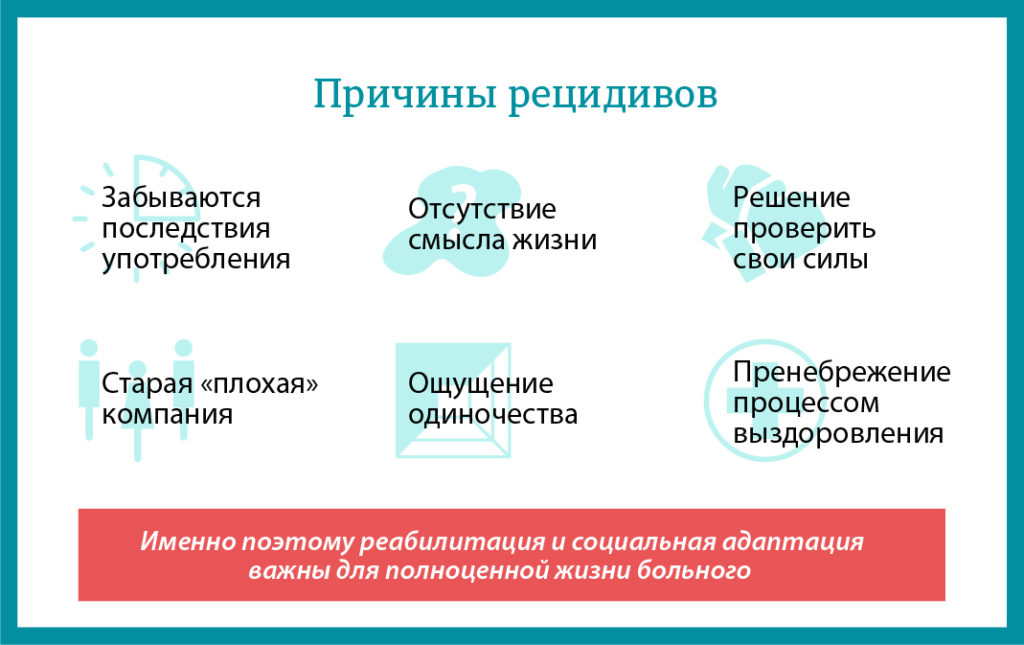 Причины рецидивов
Забываются
последствия
употребления
Отсутствие
смысла жизни
Решение
проверить
свои силы
Старая «плохая»
компания
Ощущение
одиночества
Пренебрежение
процессом
выздоровления
Именно поэтому реабилитация и социальная адаптация
важны для полноценной жизни больного